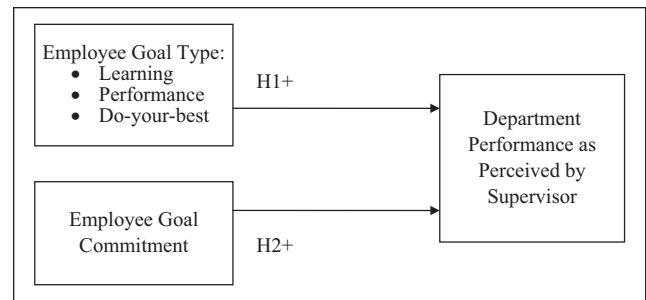 Employee Goal Type:
• Learning
• Performance
• Do-your-best
H1+
Department
Performance as
Perceived by
Supervisor
Employee Goal
Commitment
H2+